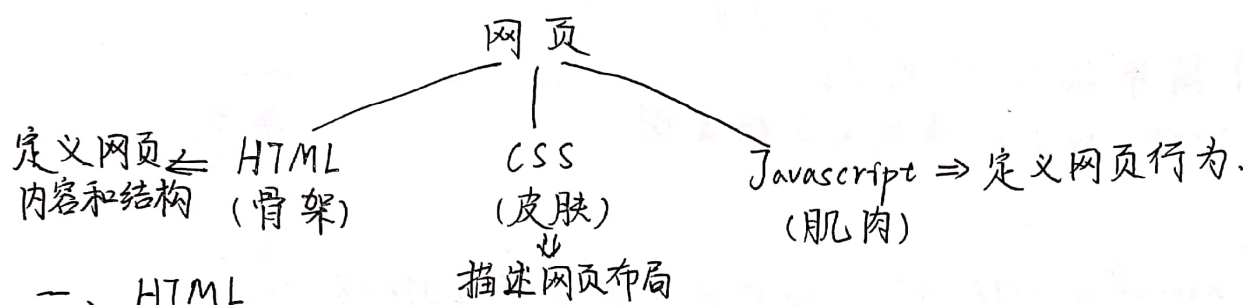 网页
定义网页 ⇐ HTML CSS Javascript ⇒ 定义网页行为.
内容和结构 (骨架) (皮肤) (肌肉)
⇓
描述网页布局
一、HTML